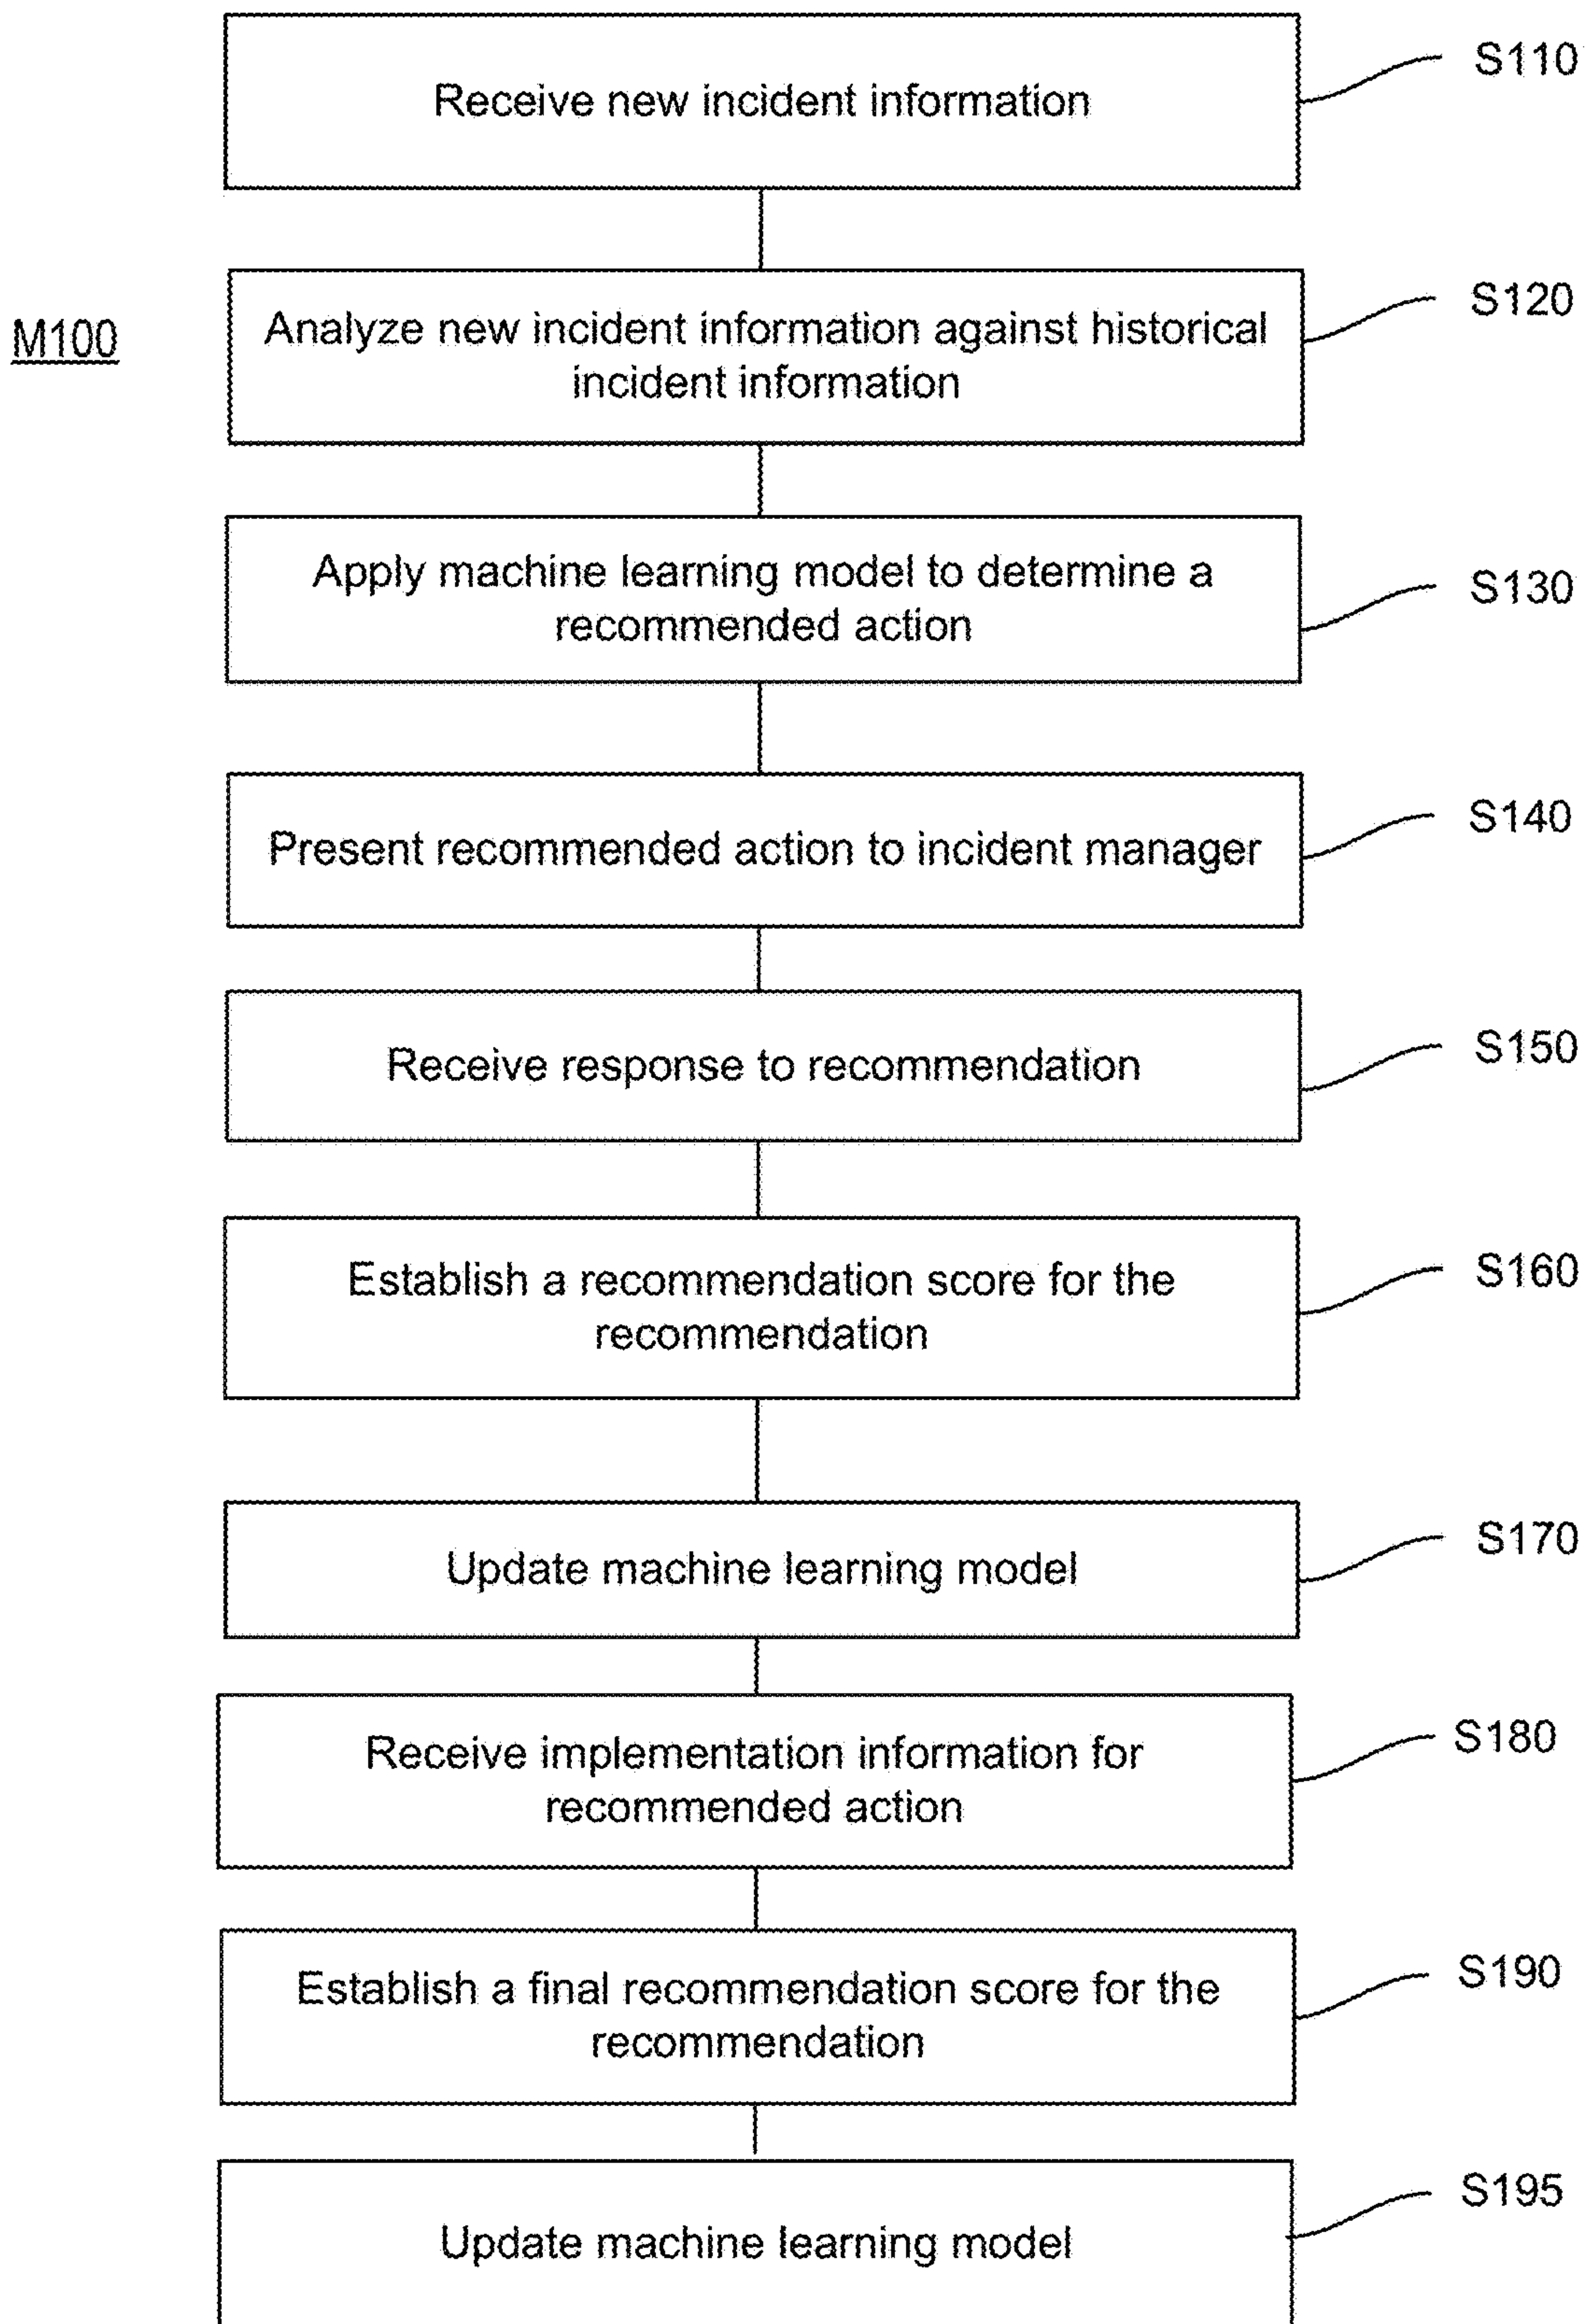 Receive new incident information
S110
M100
Analyze new incident information against historical
incident information
S120
Apply machine learning model to determine a
recommended action
S130
Present recommended action to incident manager
S140
Receive response to recommendation
S150
Establish a recommendation score for the
recommendation
S160
Update machine learning model
S170
Receive implementation information for
recommended action
S180
Establish a final recommendation score for the
recommendation
S190
Update machine learning model
S195